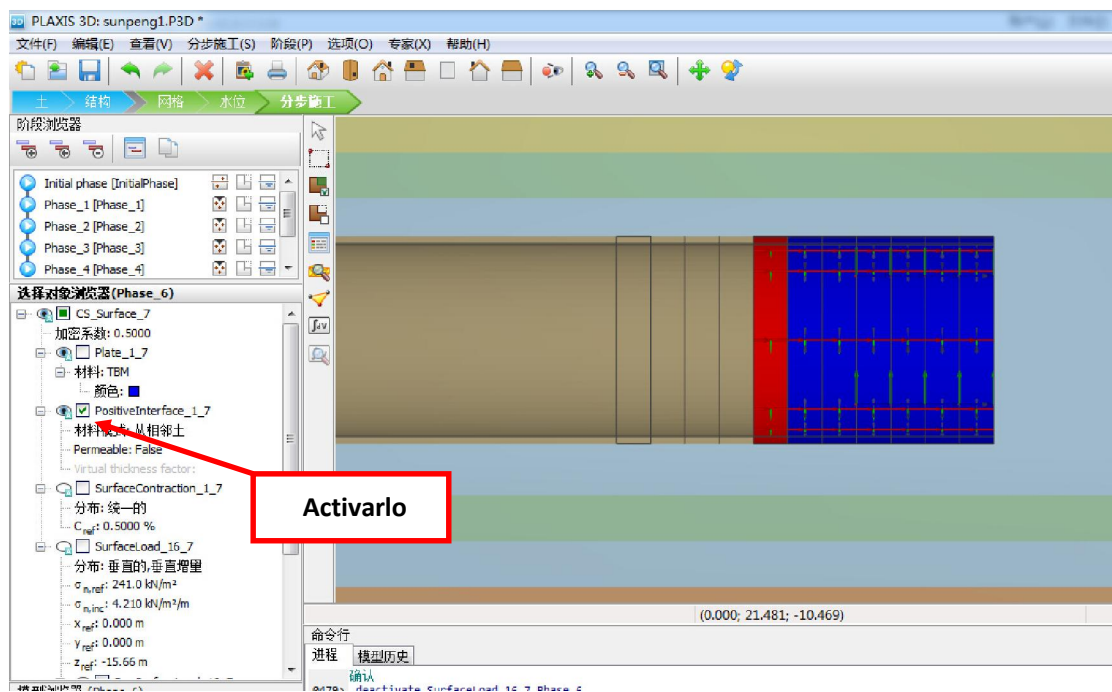 PLAXIS 3D: sunpeng1.P3D *
文件(F) 编辑(E) 查看(V) 分步施工(S) 阶段(P) 选项(O) 专家(X) 帮助(H)
土 结构 网格 水位 分步施工
阶段浏览器
Initial phase [InitialPhase]
Phase_1 [Phase_1]
Phase_2 [Phase_2]
Phase_3 [Phase_3]
Phase_4 [Phase_4]
选择对象浏览器(Phase_6)
CS_Surface_7
加密系数: 0.5000
Plate_1_7
材料: TBM
颜色:
PositiveInterface_1_7
材料模式: 从相邻土
Permeable: False
Virtual thickness factor:
SurfaceContraction_1_7
分布: 统一的
Cref: 0.5000 %
SurfaceLoad_16_7
分布: 垂直的,垂直增量
σn,ref: 241.0 kN/m²
σn,inc: 4.210 kN/m²/m
xref: 0.000 m
yref: 0.000 m
zref: -15.66 m
Activarlo
(0.000; 21.481; -10.469)
命令行
进程 模型历史
确认
0479> deactivate SurfaceLoad_16_7 Phase_6